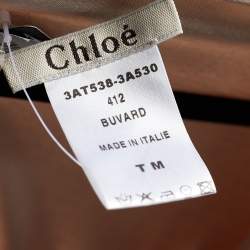 Chloé
3AT538-3A530
412
BUVARD
MADE IN ITALIE
T M